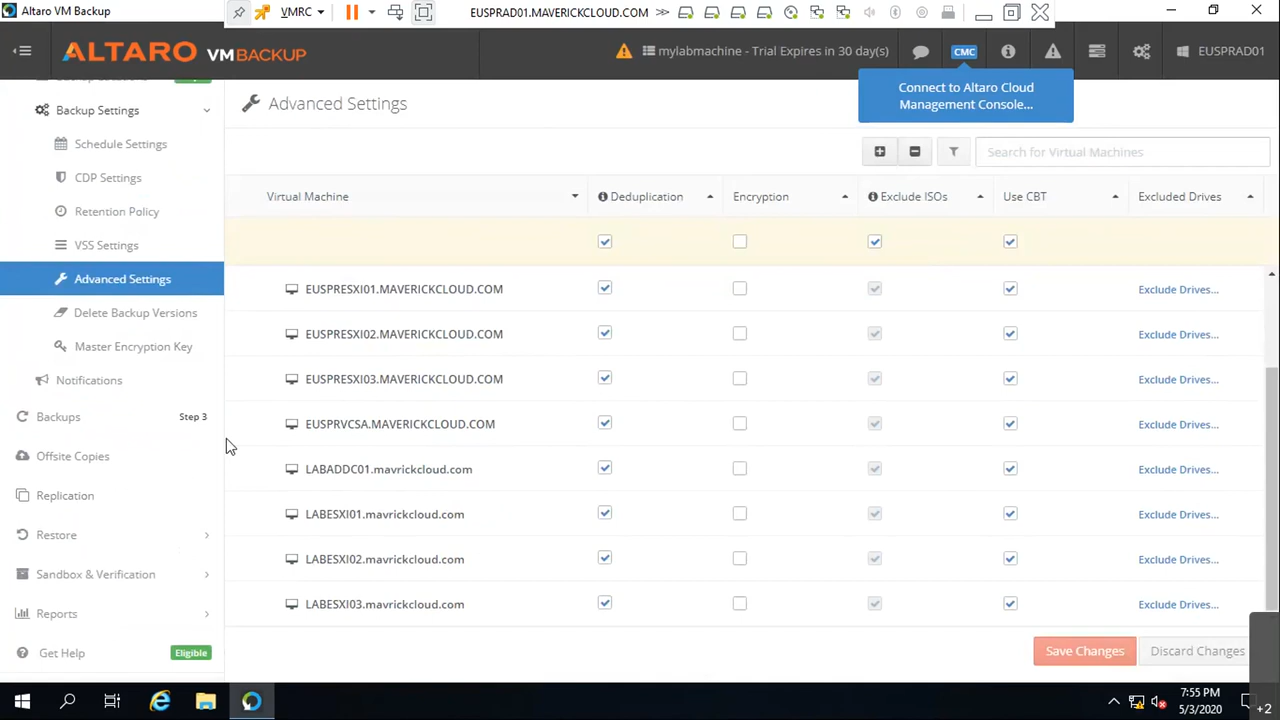 Altaro VM Backup
VMRC
EUSPRAD01.MAVERICKCLOUD.COM
ALTARO VMBACKUP
mylabmachine - Trial Expires in 30 day(s)
CMC
EUSPRAD01
Connect to Altaro Cloud
Management Console...
Backup Settings
Schedule Settings
CDP Settings
Retention Policy
VSS Settings
Advanced Settings
Delete Backup Versions
Master Encryption Key
Notifications
Backups Step 3
Offsite Copies
Replication
Restore
Sandbox & Verification
Reports
Get Help Eligible
Advanced Settings
Search for Virtual Machines
Virtual Machine Deduplication Encryption Exclude ISOs Use CBT Excluded Drives
EUSPRESXI01.MAVERICKCLOUD.COM Exclude Drives...
EUSPRESXI02.MAVERICKCLOUD.COM Exclude Drives...
EUSPRESXI03.MAVERICKCLOUD.COM Exclude Drives...
EUSPRVCSA.MAVERICKCLOUD.COM Exclude Drives...
LABADDC01.mavrickcloud.com Exclude Drives...
LABESXI01.mavrickcloud.com Exclude Drives...
LABESXI02.mavrickcloud.com Exclude Drives...
LABESXI03.mavrickcloud.com Exclude Drives...
Save Changes Discard Changes
7:55 PM
5/3/2020
+2